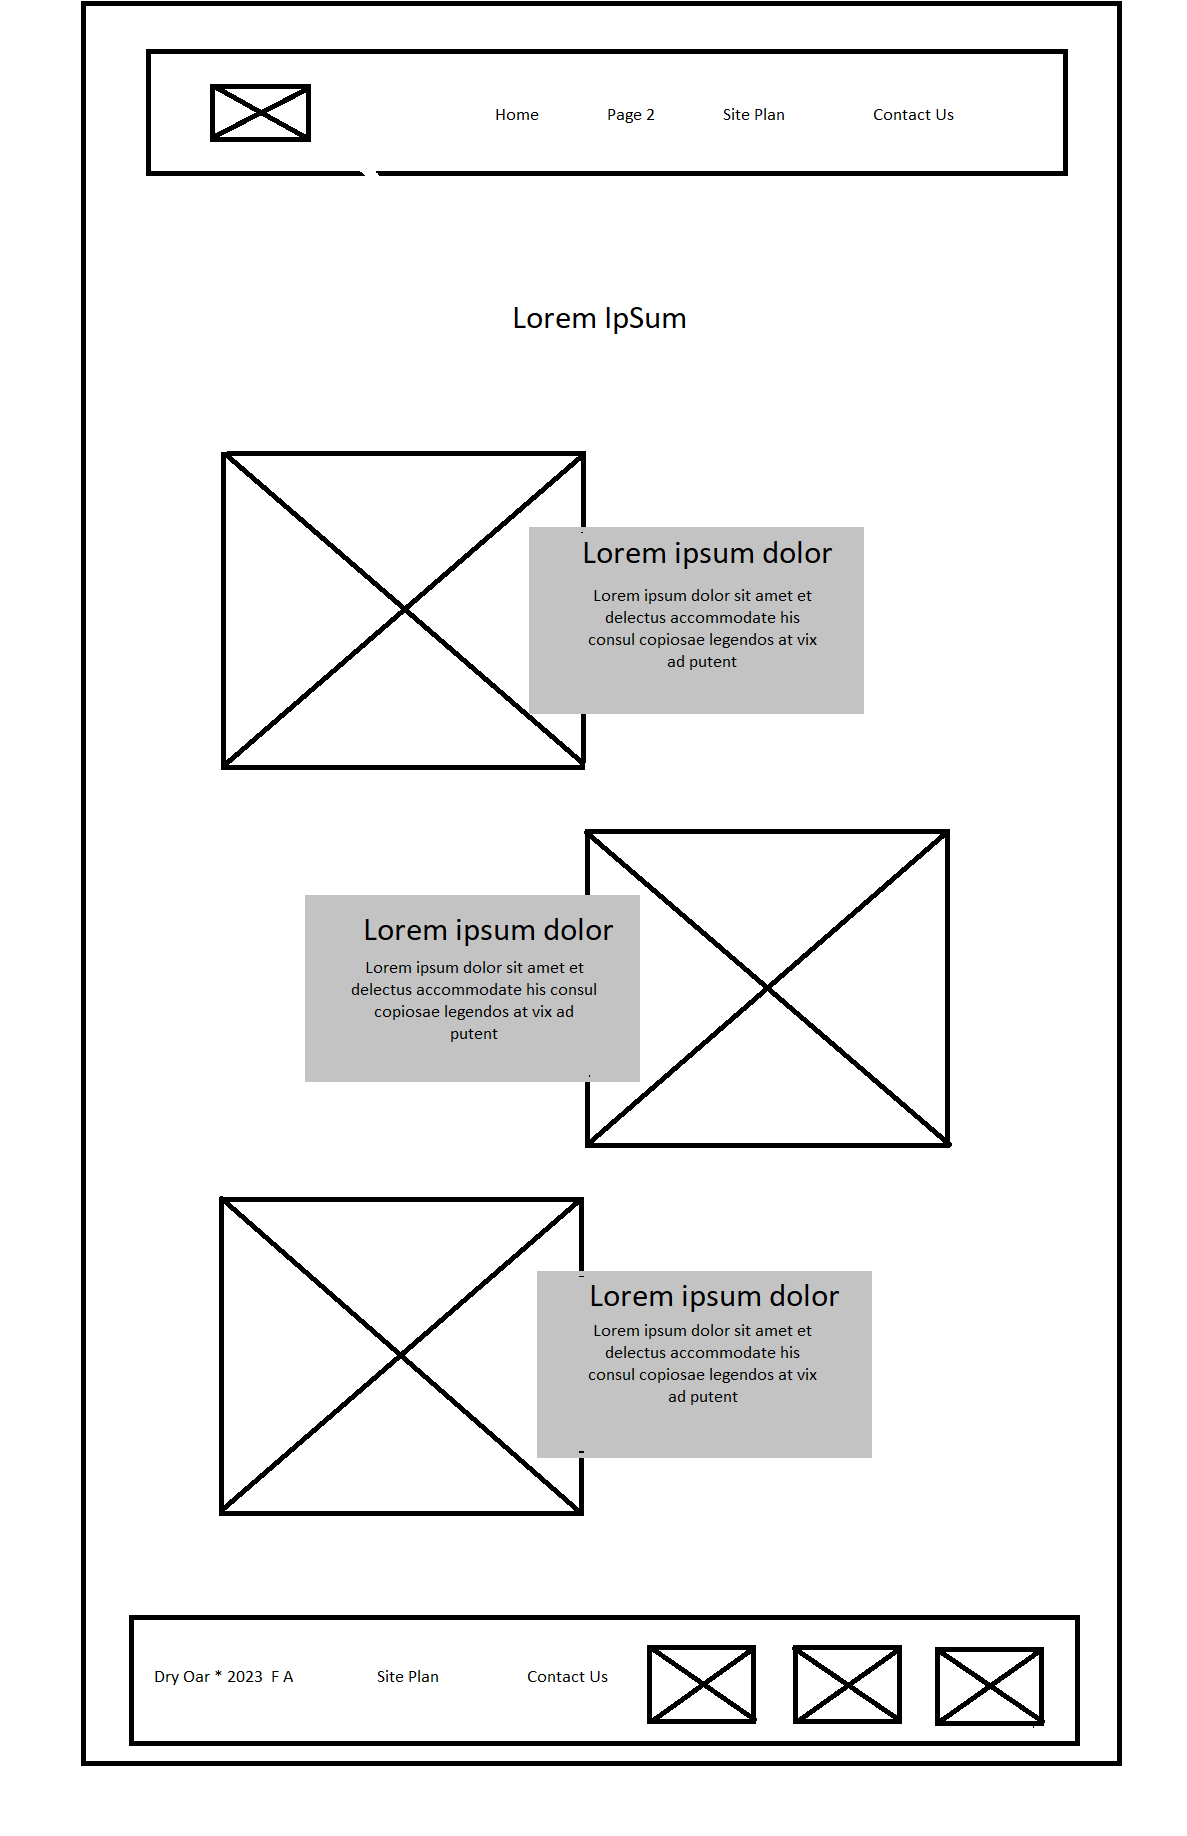 Home Page 2 Site Plan Contact Us
Lorem IpSum
Lorem ipsum dolor
Lorem ipsum dolor sit amet et
delectus accommodate his
consul copiosae legendos at vix
ad putent
Lorem ipsum dolor
Lorem ipsum dolor sit amet et
delectus accommodate his consul
copiosae legendos at vix ad
putent
Lorem ipsum dolor
Lorem ipsum dolor sit amet et
delectus accommodate his
consul copiosae legendos at vix
ad putent
Dry Oar * 2023 F A Site Plan Contact Us